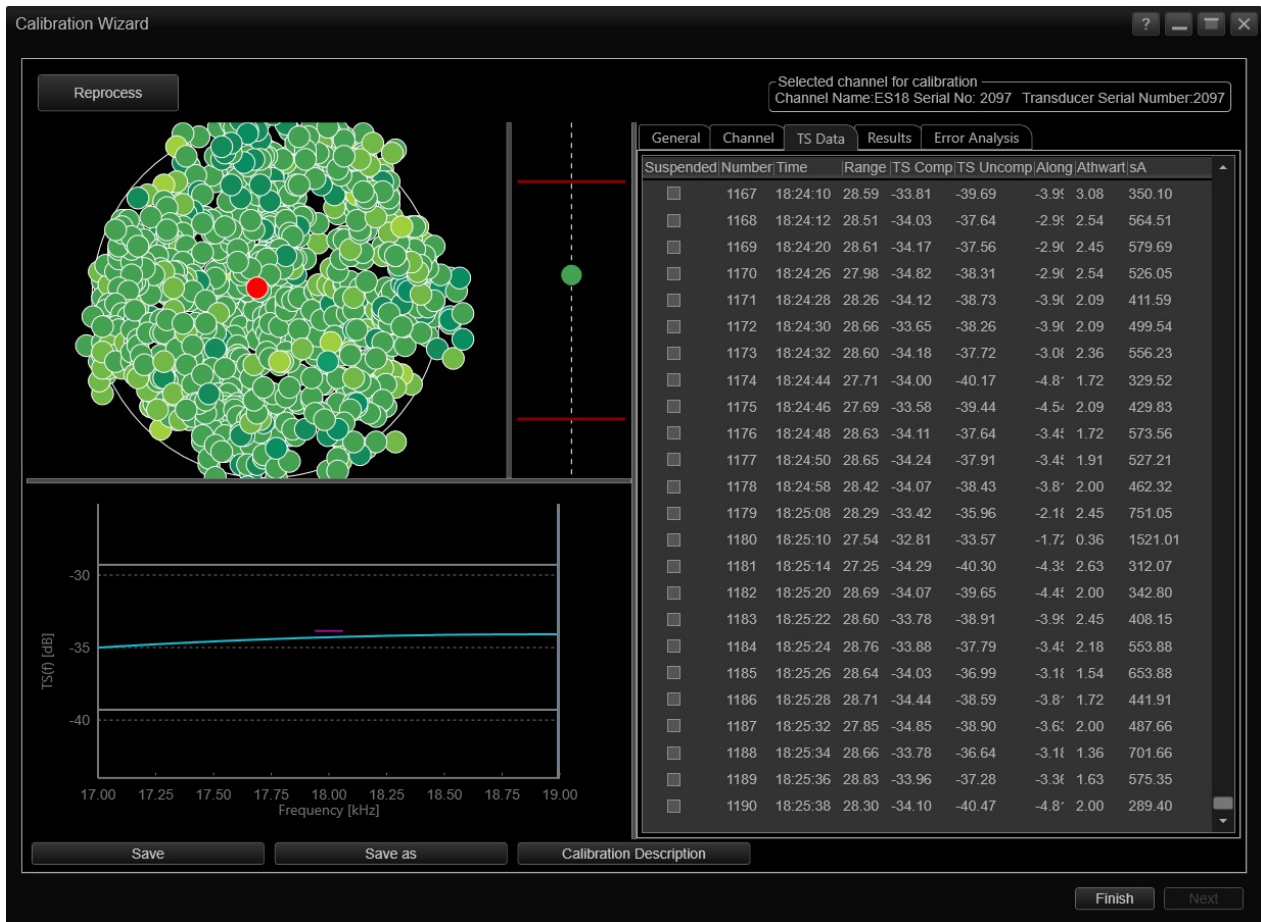 Calibration Wizard
?
Reprocess
Selected channel for calibration
Channel Name:ES18 Serial No: 2097 Transducer Serial Number:2097
General Channel TS Data Results Error Analysis
Suspended Number Time Range TS Comp TS Uncomp Along Athwart sA
1167 18:24:10 28.59 -33.81 -39.69 3.08 350.10
1168 18:24:12 28.51 -34.03 -37.64 2.54 564.51
1169 18:24:20 28.61 -34.17 -37.56 2.45 579.69
1170 18:24:26 27.98 -34.82 -38.31 2.54 526.05
1171 18:24:28 28.26 -34.12 -38.73 2.09 411.59
1172 18:24:30 28.66 -33.65 -38.26 2.09 499.54
1173 18:24:32 28.60 -34.18 -37.72 2.36 556.23
1174 18:24:44 27.71 -34.00 -40.17 1.72 329.52
1175 18:24:46 27.69 -33.58 -39.44 2.09 429.83
1176 18:24:48 28.63 -34.11 -37.64 1.72 573.56
1177 18:24:50 28.65 -34.24 -37.91 1.91 527.21
1178 18:24:58 28.42 -34.07 -38.43 2.00 462.32
1179 18:25:08 28.29 -33.42 -35.96 2.45 751.05
1180 18:25:10 27.54 -32.81 -33.57 0.36 1521.01
1181 18:25:14 27.25 -34.29 -40.30 2.63 312.07
1182 18:25:20 28.69 -34.07 -39.65 2.00 342.80
1183 18:25:22 28.60 -33.78 -38.91 2.45 408.15
1184 18:25:24 28.76 -33.88 -37.79 2.18 553.88
1185 18:25:26 28.64 -34.03 -36.99 1.54 653.88
1186 18:25:28 28.71 -34.44 -38.59 1.72 441.91
1187 18:25:32 27.85 -34.85 -38.90 2.00 487.66
1188 18:25:34 28.66 -33.78 -36.64 1.36 701.66
1189 18:25:36 28.83 -33.96 -37.28 1.63 575.35
1190 18:25:38 28.30 -34.10 -40.47 2.00 289.40
-30
-35
-40
TS(f) [dB]
17.00 17.25 17.50 17.75 18.00 18.25 18.50 18.75 19.00
Frequency [kHz]
Save Save as Calibration Description
Finish Next